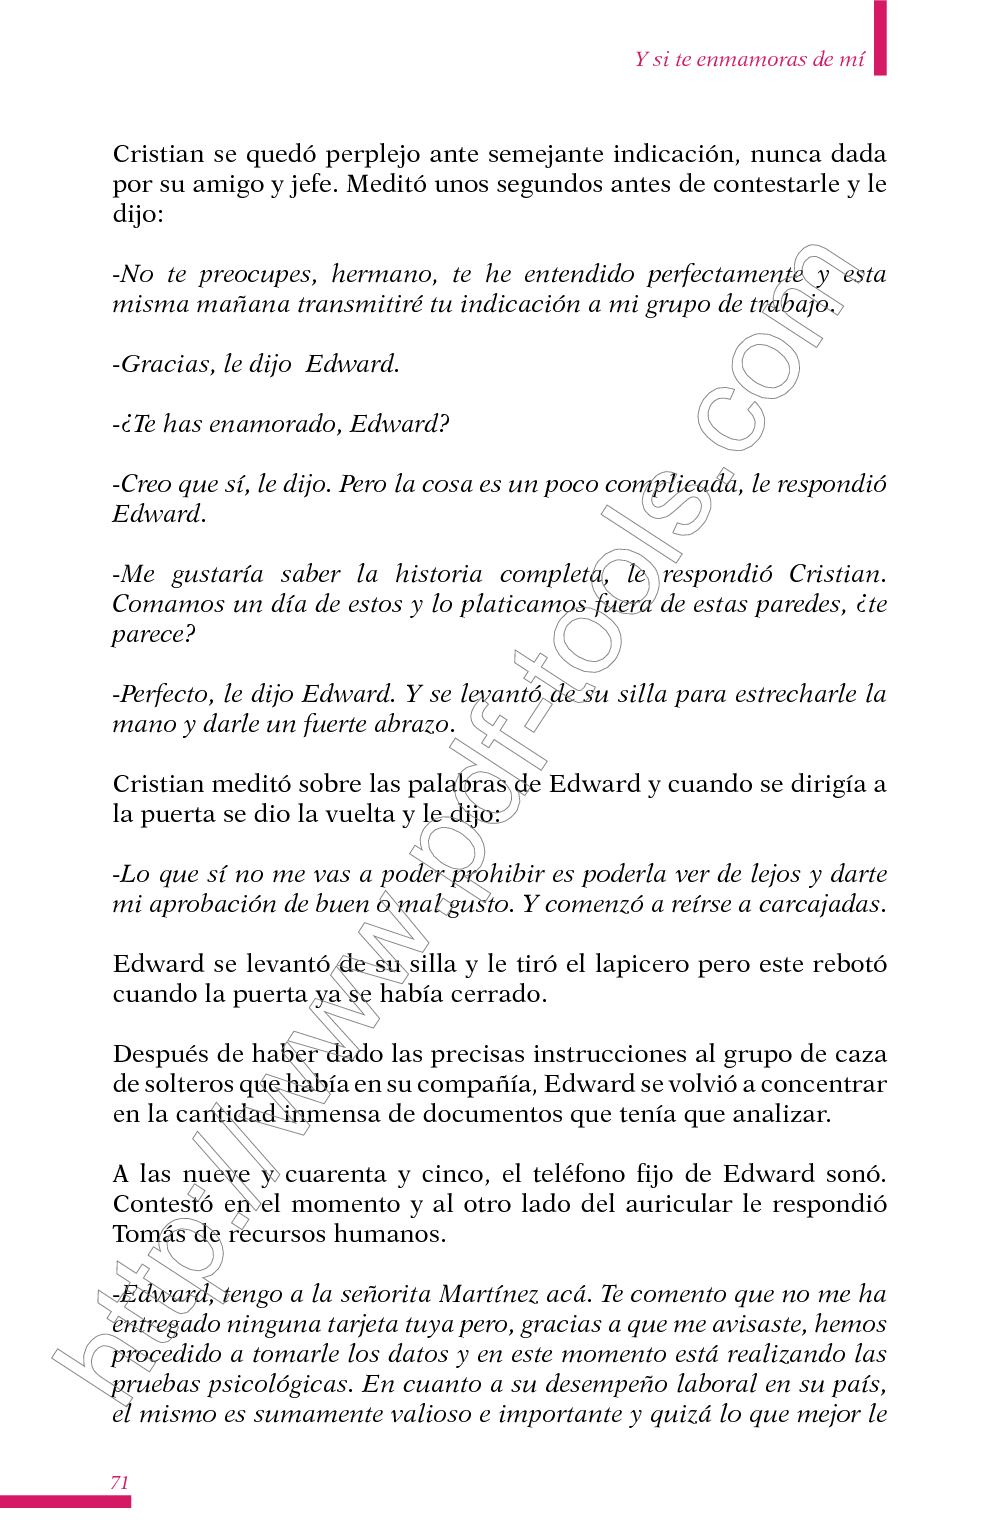 Y si te enmamoras de mí
Cristian se quedó perplejo ante semejante indicación, nunca dada
por su amigo y jefe. Meditó unos segundos antes de contestarle y le
dijo:
-No te preocupes, hermano, te he entendido perfectamente y esta
misma mañana transmitiré tu indicación a mi grupo de trabajo.
-Gracias, le dijo  Edward.
-¿Te has enamorado, Edward?
-Creo que sí, le dijo. Pero la cosa es un poco complicada, le respondió
Edward.
-Me gustaría saber la historia completa, le respondió Cristian.
Comamos un día de estos y lo platicamos fuera de estas paredes, ¿te
parece?
-Perfecto, le dijo Edward. Y se levantó de su silla para estrecharle la
mano y darle un fuerte abrazo.
Cristian meditó sobre las palabras de Edward y cuando se dirigía a
la puerta se dio la vuelta y le dijo:
-Lo que sí no me vas a poder prohibir es poderla ver de lejos y darte
mi aprobación de buen o mal gusto. Y comenzó a reírse a carcajadas.
Edward se levantó de su silla y le tiró el lapicero pero este rebotó
cuando la puerta ya se había cerrado.
Después de haber dado las precisas instrucciones al grupo de caza
de solteros que había en su compañía, Edward se volvió a concentrar
en la cantidad inmensa de documentos que tenía que analizar.
A las nueve y cuarenta y cinco, el teléfono fijo de Edward sonó.
Contestó en el momento y al otro lado del auricular le respondió
Tomás de recursos humanos.
-Edward, tengo a la señorita Martínez acá. Te comento que no me ha
entregado ninguna tarjeta tuya pero, gracias a que me avisaste, hemos
procedido a tomarle los datos y en este momento está realizando las
pruebas psicológicas. En cuanto a su desempeño laboral en su país,
el mismo es sumamente valioso e importante y quizá lo que mejor le
71
http://www.pdf-tools.com